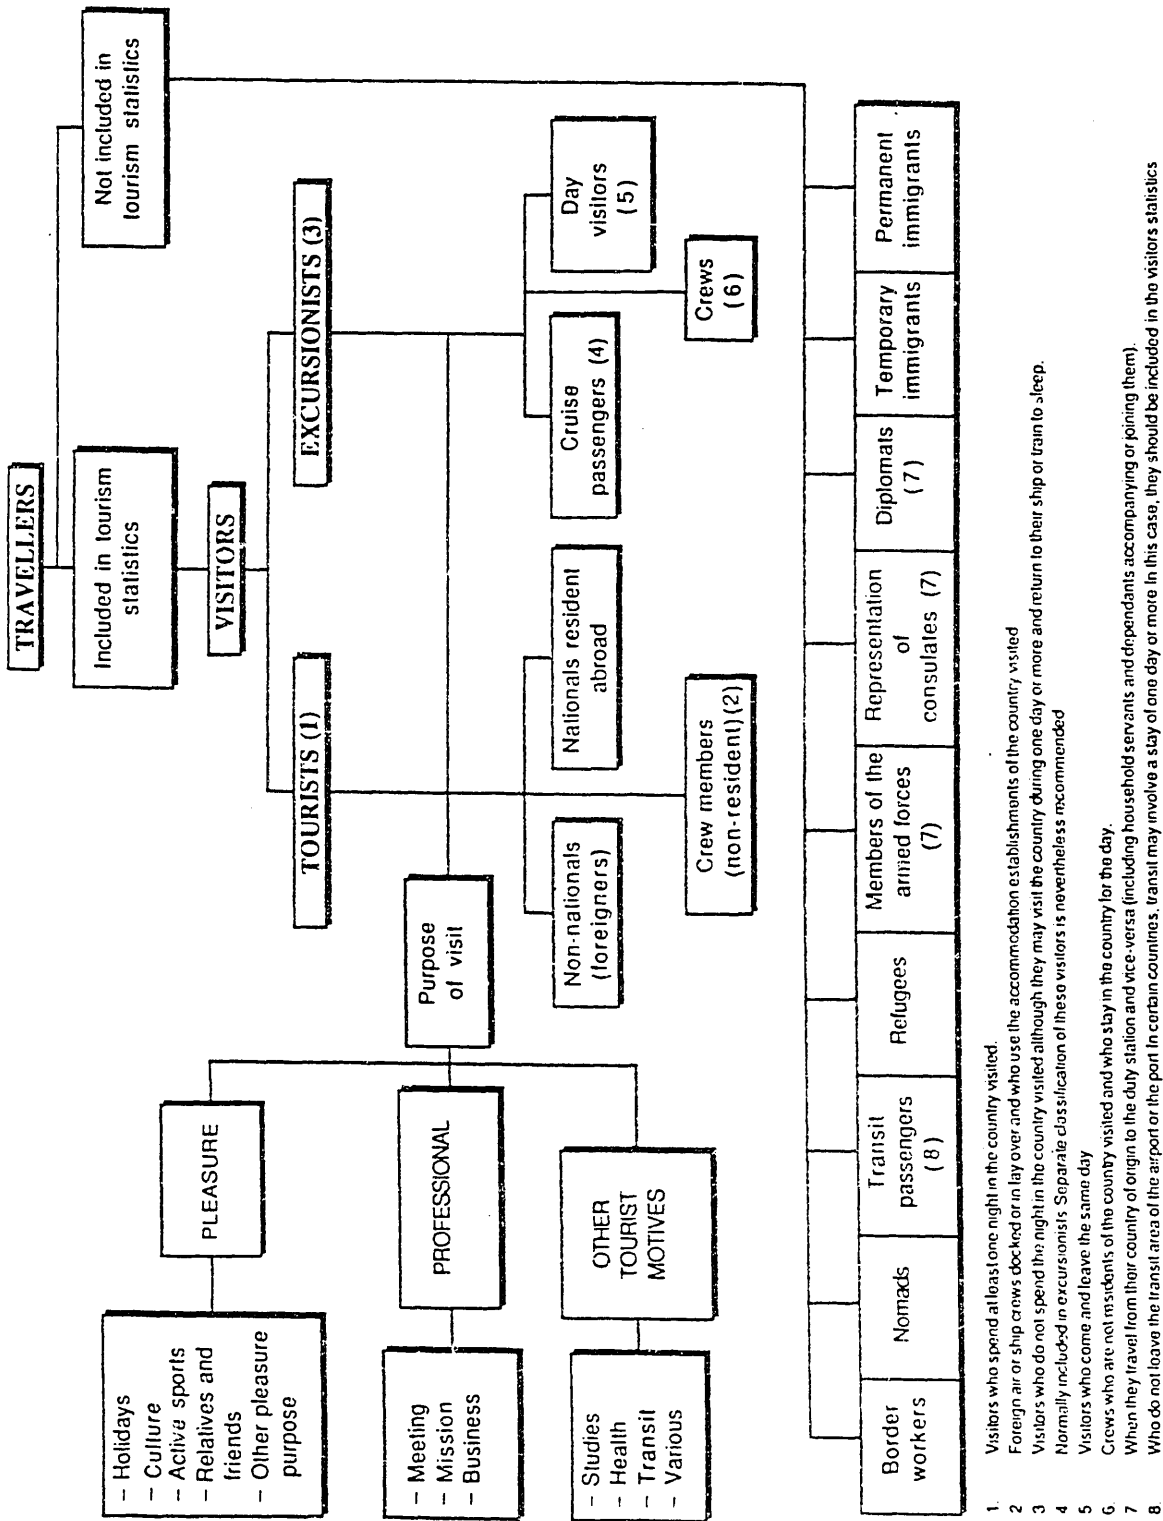 TRAVELLERS
Included in tourism
statistics
Not included in
tourism statistics
VISITORS
TOURISTS (1)
EXCURSIONISTS (3)
Purpose
of visit
PLEASURE
- Holidays
- Culture
- Active sports
- Relatives and
friends
- Other pleasure
purpose
PROFESSIONAL
- Meeting
- Mission
- Business
OTHER
TOURIST
MOTIVES
- Studies
- Health
- Transit
- Various
Non-nationals
(foreigners)
Nationals resident
abroad
Crew members
(non-resident) (2)
Cruise
passengers (4)
Day
visitors
(5)
Crews
(6)
Border
workers
Nomads
Transit
passengers
(8)
Refugees
Members of the
armed forces
(7)
Representation
of
consulates (7)
Diplomats
(7)
Temporary
immigrants
Permanent
immigrants
1. Visitors who spend at least one night in the country visited.
2 Foreign air or ship crews docked or in lay over and who use the accommodation establishments of the country visited
3 Visitors who do not spend the night in the country visited although they may visit the country during one day or more and return to their ship or train to sleep.
4 Normally included in excursionists Separate classification of these visitors is nevertheless recommended
5 Visitors who come and leave the same day
6. Crews who are not residents of the country visited and who stay in the country for the day.
7 When they travel from their country of origin to the duty station and vice-versa (including household servants and dependants accompanying or joining them).
8. Who do not leave the transit area of the airport or the port In certain countries, transit may involve a stay of one day or more In this case, they should be included in the visitors statistics